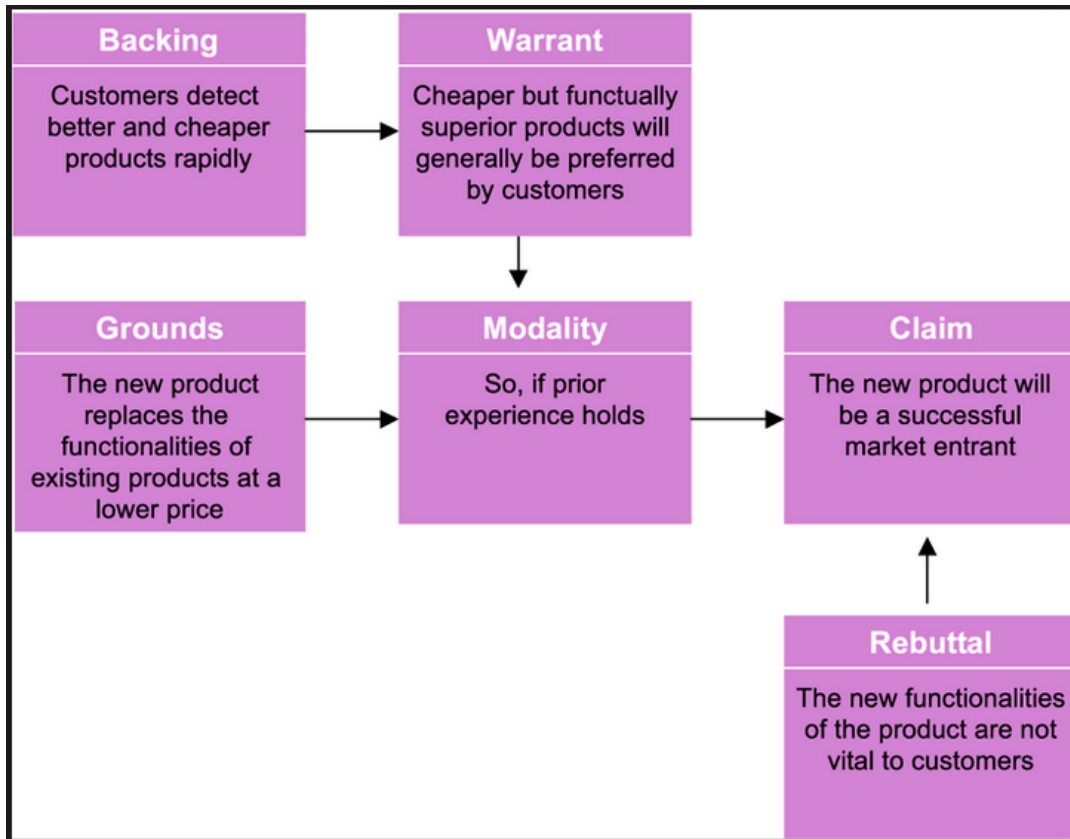 Backing
Customers detect
better and cheaper
products rapidly
Warrant
Cheaper but functually
superior products will
generally be preferred
by customers
Grounds
The new product
replaces the
functionalities of
existing products at a
lower price
Modality
So, if prior
experience holds
Claim
The new product will
be a successful
market entrant
Rebuttal
The new functionalities
of the product are not
vital to customers